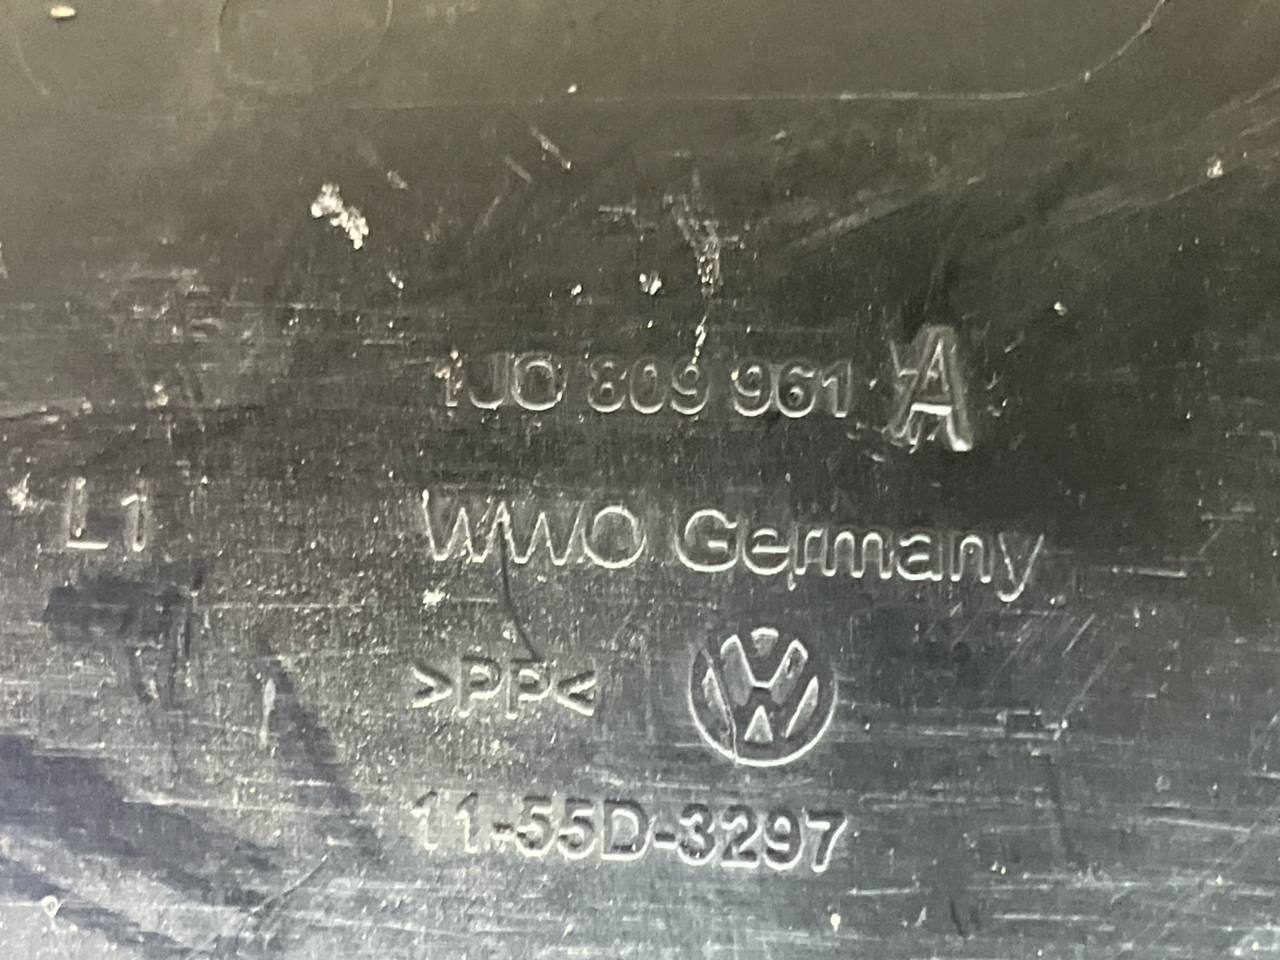 1J0 809 961 A
L1
WWO Germany
>PP<
11-55D-3297